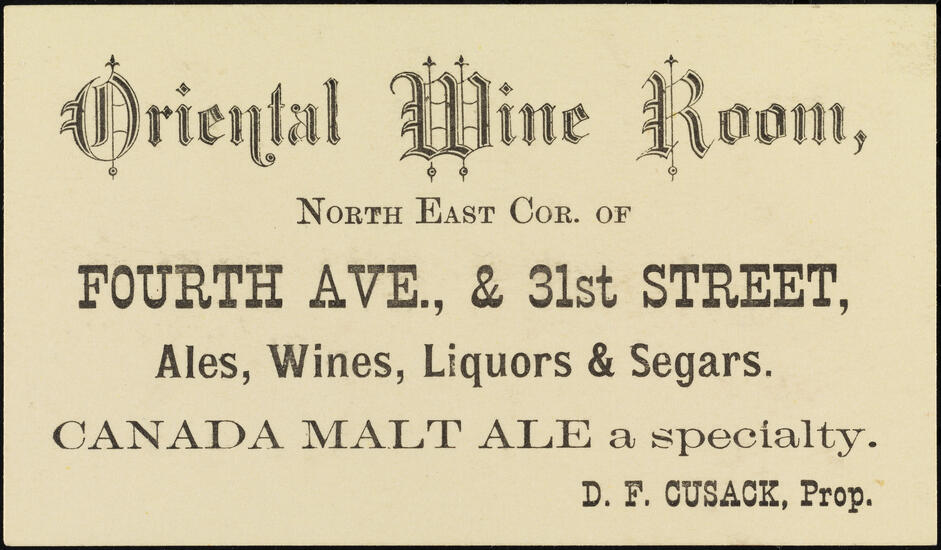 Oriental Wine Room,
North East Cor. of
FOURTH AVE., & 31st STREET,
Ales, Wines, Liquors & Segars.
CANADA MALT ALE a specialty.
D. F. CUSACK, Prop.